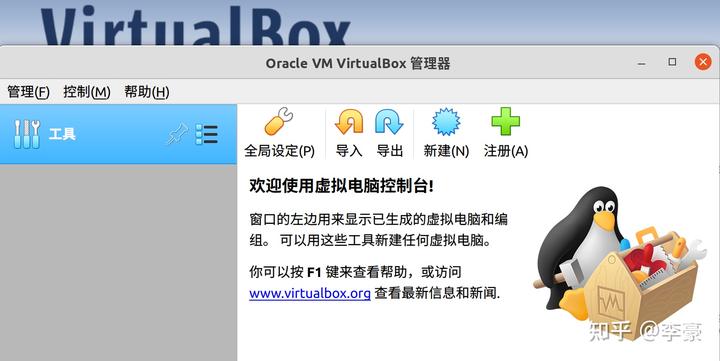 VirtualBox
Oracle VM VirtualBox 管理器
管理(F) 控制(M) 帮助(H)
工具
全局设定(P) 导入 导出 新建(N) 注册(A)
欢迎使用虚拟电脑控制台!
窗口的左边用来显示已生成的虚拟电脑和编
组。 可以用这些工具新建任何虚拟电脑。
你可以按 F1 键来查看帮助，或访问
www.virtualbox.org 查看最新信息和新闻.
VM
知乎 @李豪